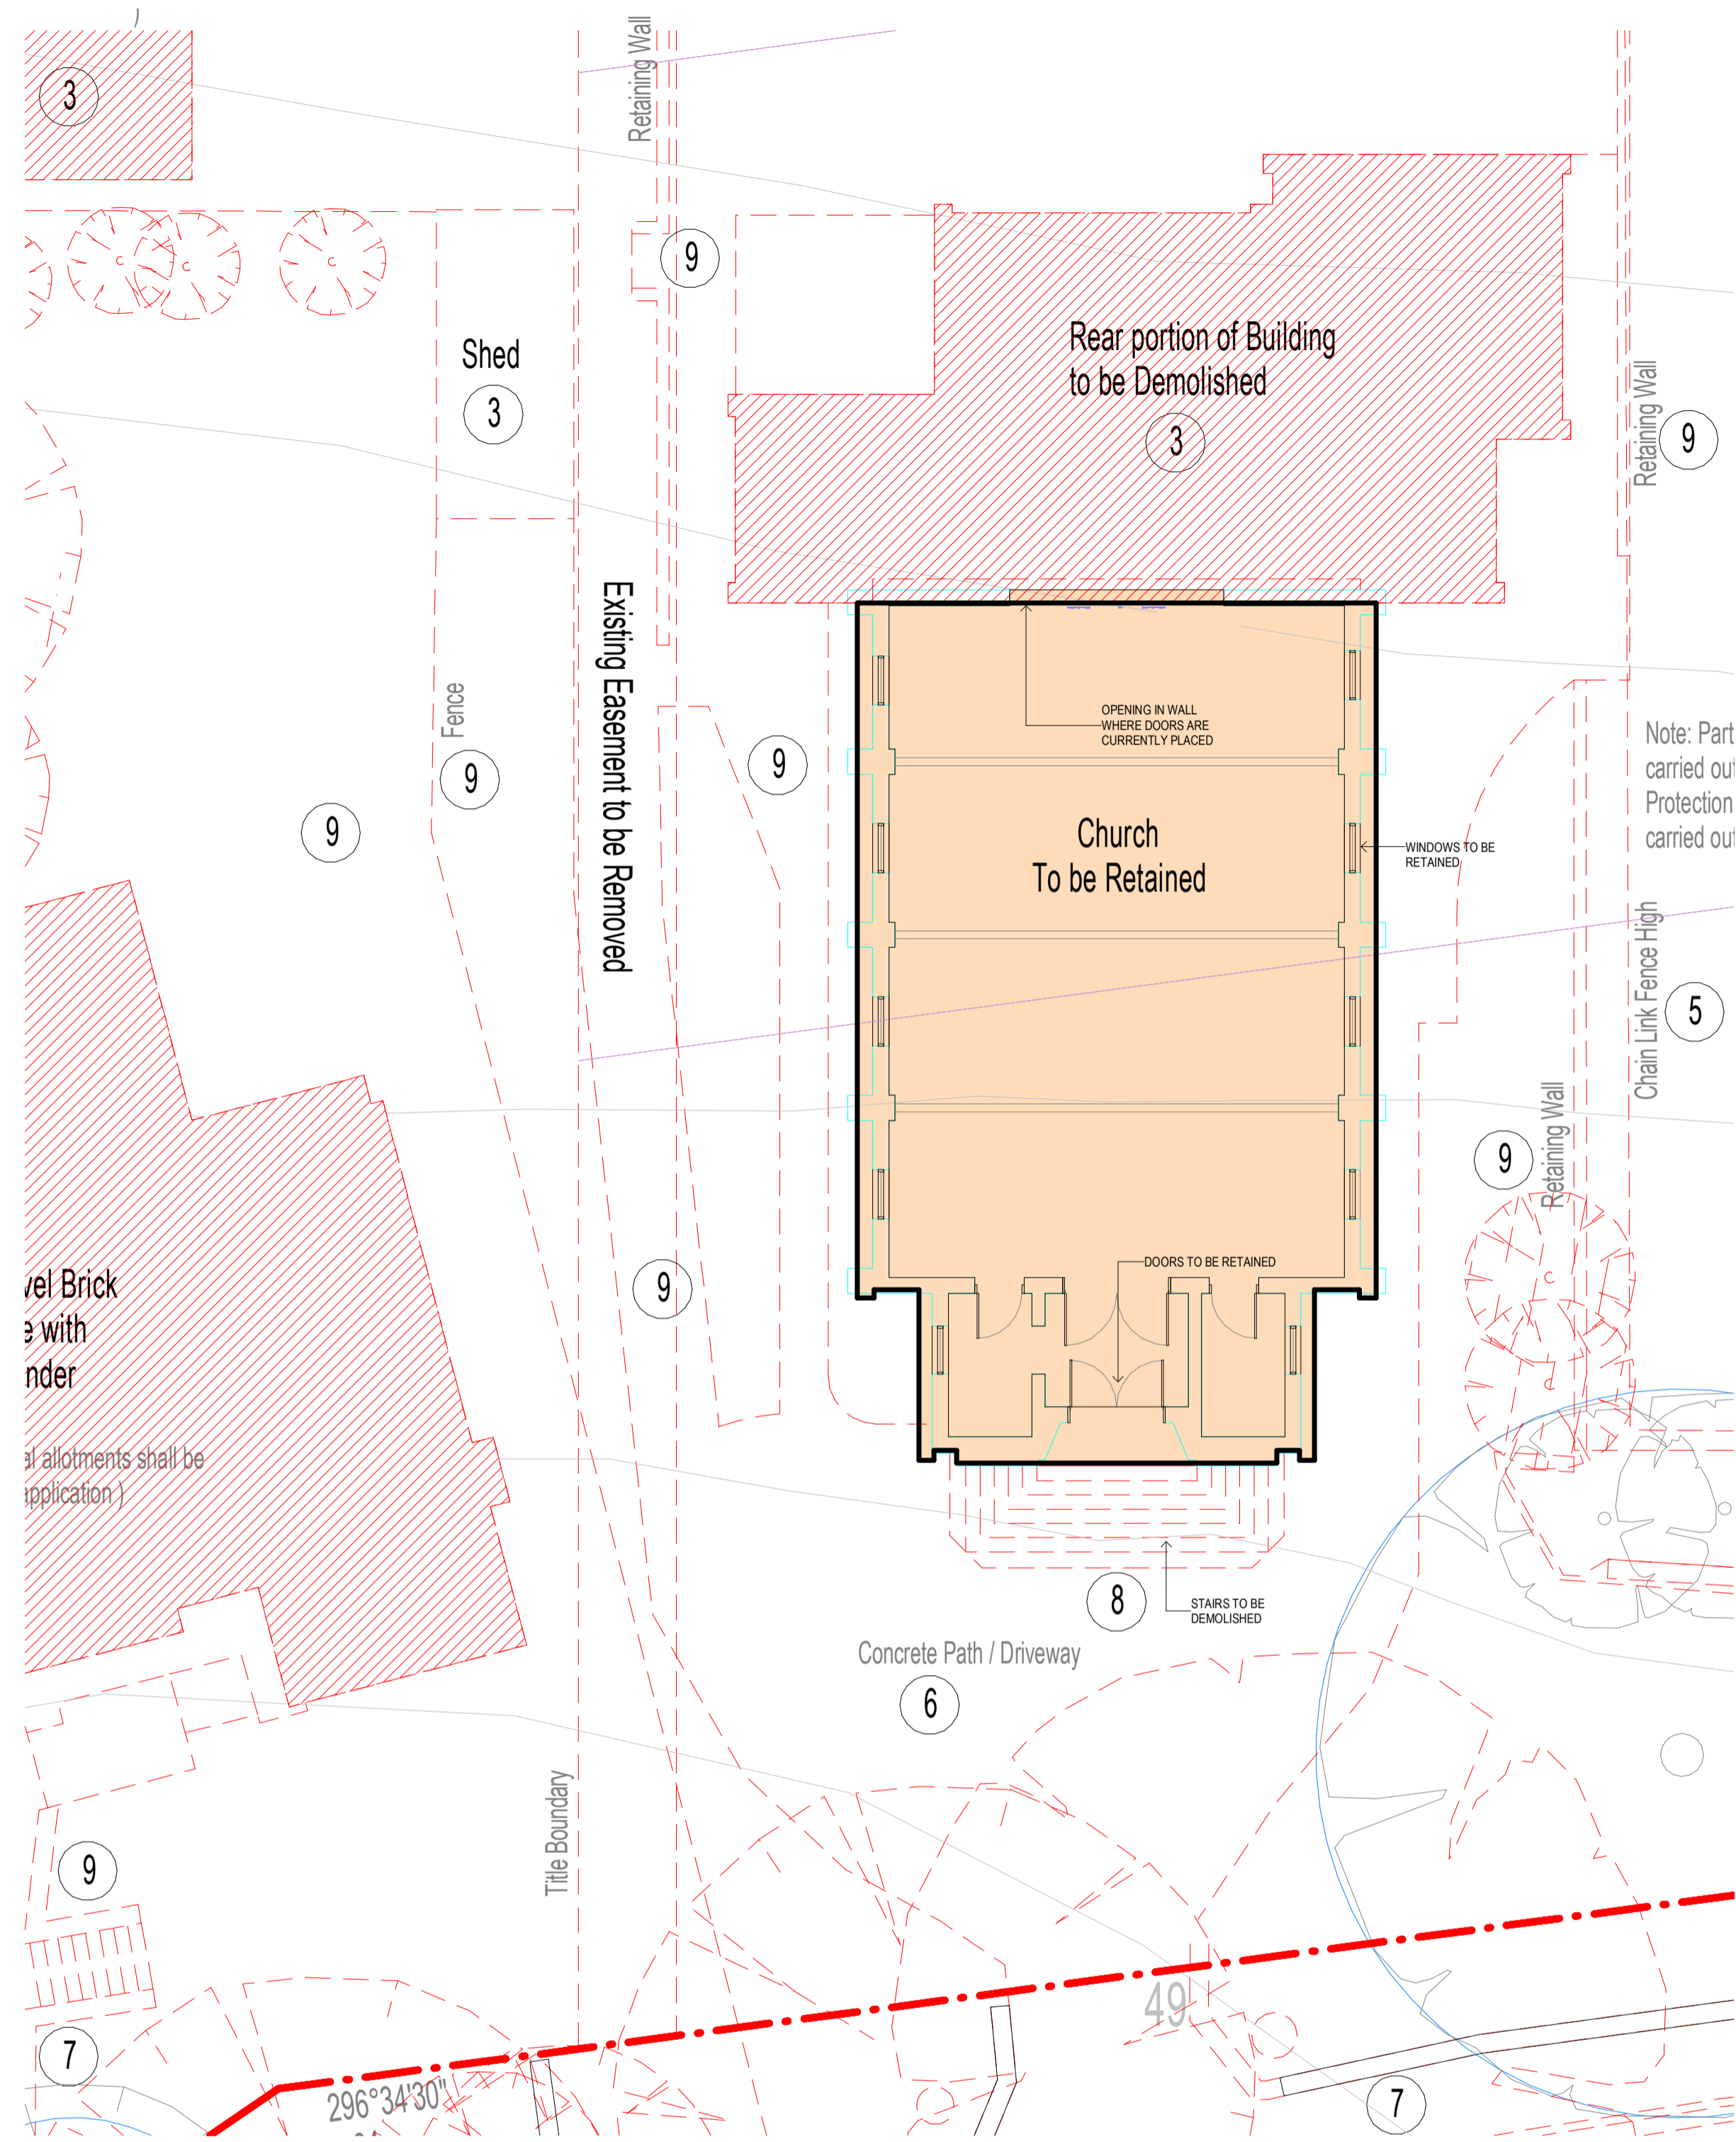 )
3
Retaining Wall
9
Shed
3
Rear portion of Building
to be Demolished
3
Retaining Wall
9
Existing Easement to be Removed
Fence
9
9
9
OPENING IN WALL
WHERE DOORS ARE
CURRENTLY PLACED
Note: Part
carried out
Protection
carried out
Church
To be Retained
WINDOWS TO BE
RETAINED
Chain Link Fence High
5
Retaining Wall
9
9
DOORS TO BE RETAINED
vel Brick
e with
nder
al allotments shall be
application )
8
STAIRS TO BE
DEMOLISHED
Concrete Path / Driveway
6
Title Boundary
9
49
7
296°34'30"
7